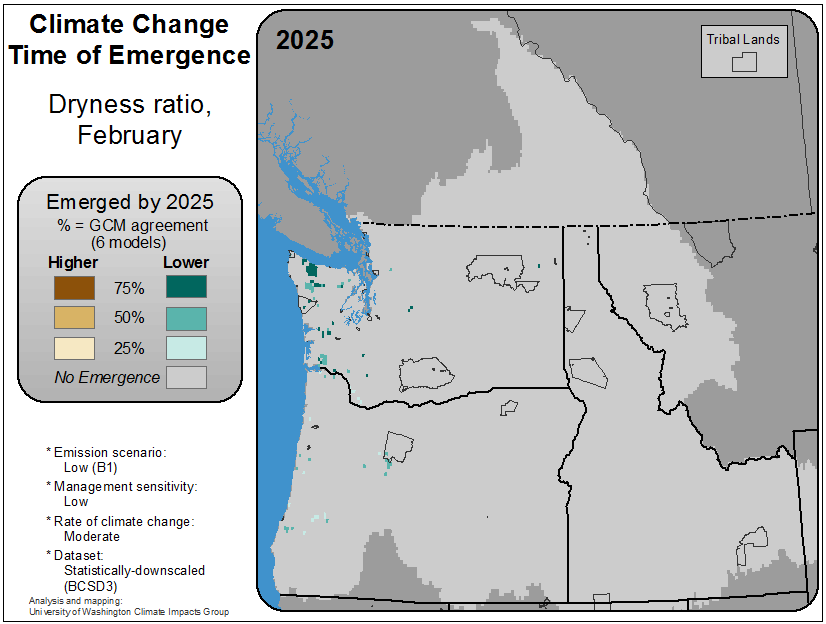 Climate Change
Time of Emergence
Dryness ratio,
February
Emerged by 2025
% = GCM agreement
(6 models)
Higher Lower
75%
50%
25%
No Emergence
* Emission scenario:
Low (B1)
* Management sensitivity:
Low
* Rate of climate change:
Moderate
* Dataset:
Statistically-downscaled
(BCSD3)
Analysis and mapping:
University of Washington Climate Impacts Group
2025
Tribal Lands